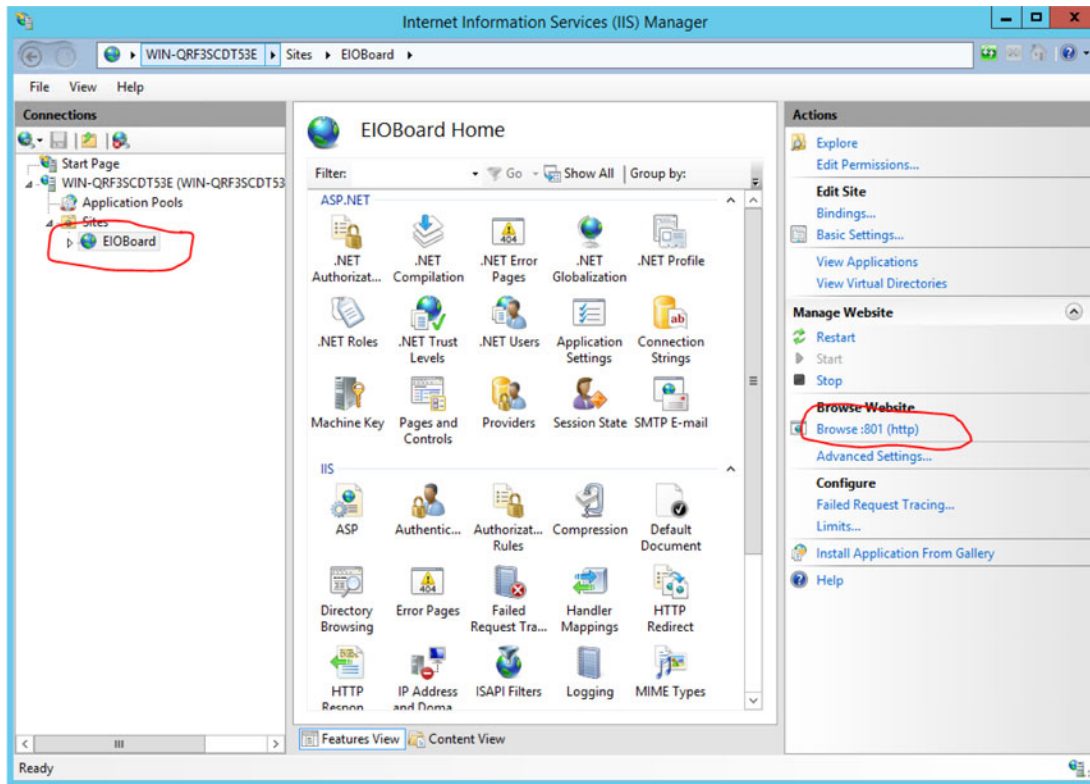 Internet Information Services (IIS) Manager
WIN-QRF3SCDT53E Sites EIOBoard
File View Help
Connections
Start Page
WIN-QRF3SCDT53E (WIN-QRF3SCDT53
Application Pools
Sites
EIOBoard
EIOBoard Home
Filter: Go Show All Group by:
ASP.NET
.NET Authorizat...
.NET Compilation
.NET Error Pages
.NET Globalization
.NET Profile
.NET Roles
.NET Trust Levels
.NET Users
Application Settings
Connection Strings
Machine Key
Pages and Controls
Providers
Session State
SMTP E-mail
IIS
ASP
Authentic...
Authorizat... Rules
Compression
Default Document
Directory Browsing
Error Pages
Failed Request Tra...
Handler Mappings
HTTP Redirect
HTTP Respon...
IP Address and Doma...
ISAPI Filters
Logging
MIME Types
Features View Content View
Actions
Explore
Edit Permissions...
Edit Site
Bindings...
Basic Settings...
View Applications
View Virtual Directories
Manage Website
Restart
Start
Stop
Browse Website
Browse :801 (http)
Advanced Settings...
Configure
Failed Request Tracing...
Limits...
Install Application From Gallery
Help
Ready